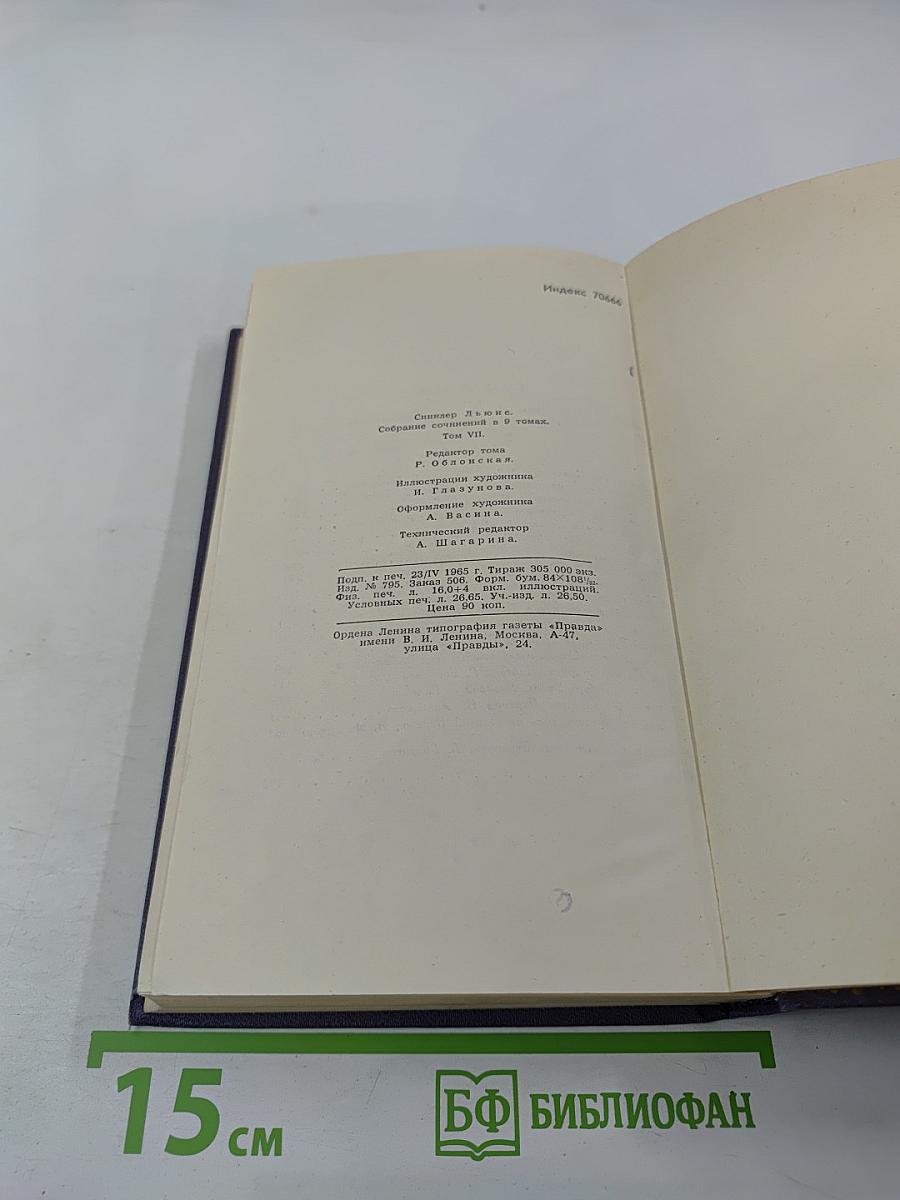 Индекс 70666
Синклер Льюис.
Собрание сочинений в 9 томах.
Том VII.
Редактор тома
Р. Облонская.
Иллюстрации художника
И. Глазунова.
Оформление художника
А. Васина.
Технический редактор
А. Шагарина.
Подп. к печ. 23/IV 1965 г. Тираж 305 000 экз.
Изд. № 795. Заказ 506. Форм. бум. 84×108¹/₃₂.
Физ. печ. л. 16,0+4 вкл. иллюстраций.
Условных печ. л. 26,65. Уч.-изд. л. 26,50.
Цена 90 коп.
Ордена Ленина типография газеты «Правда»
имени В. И. Ленина, Москва, А-47,
улица «Правды», 24.
15 см
БФ БИБЛИОФАН